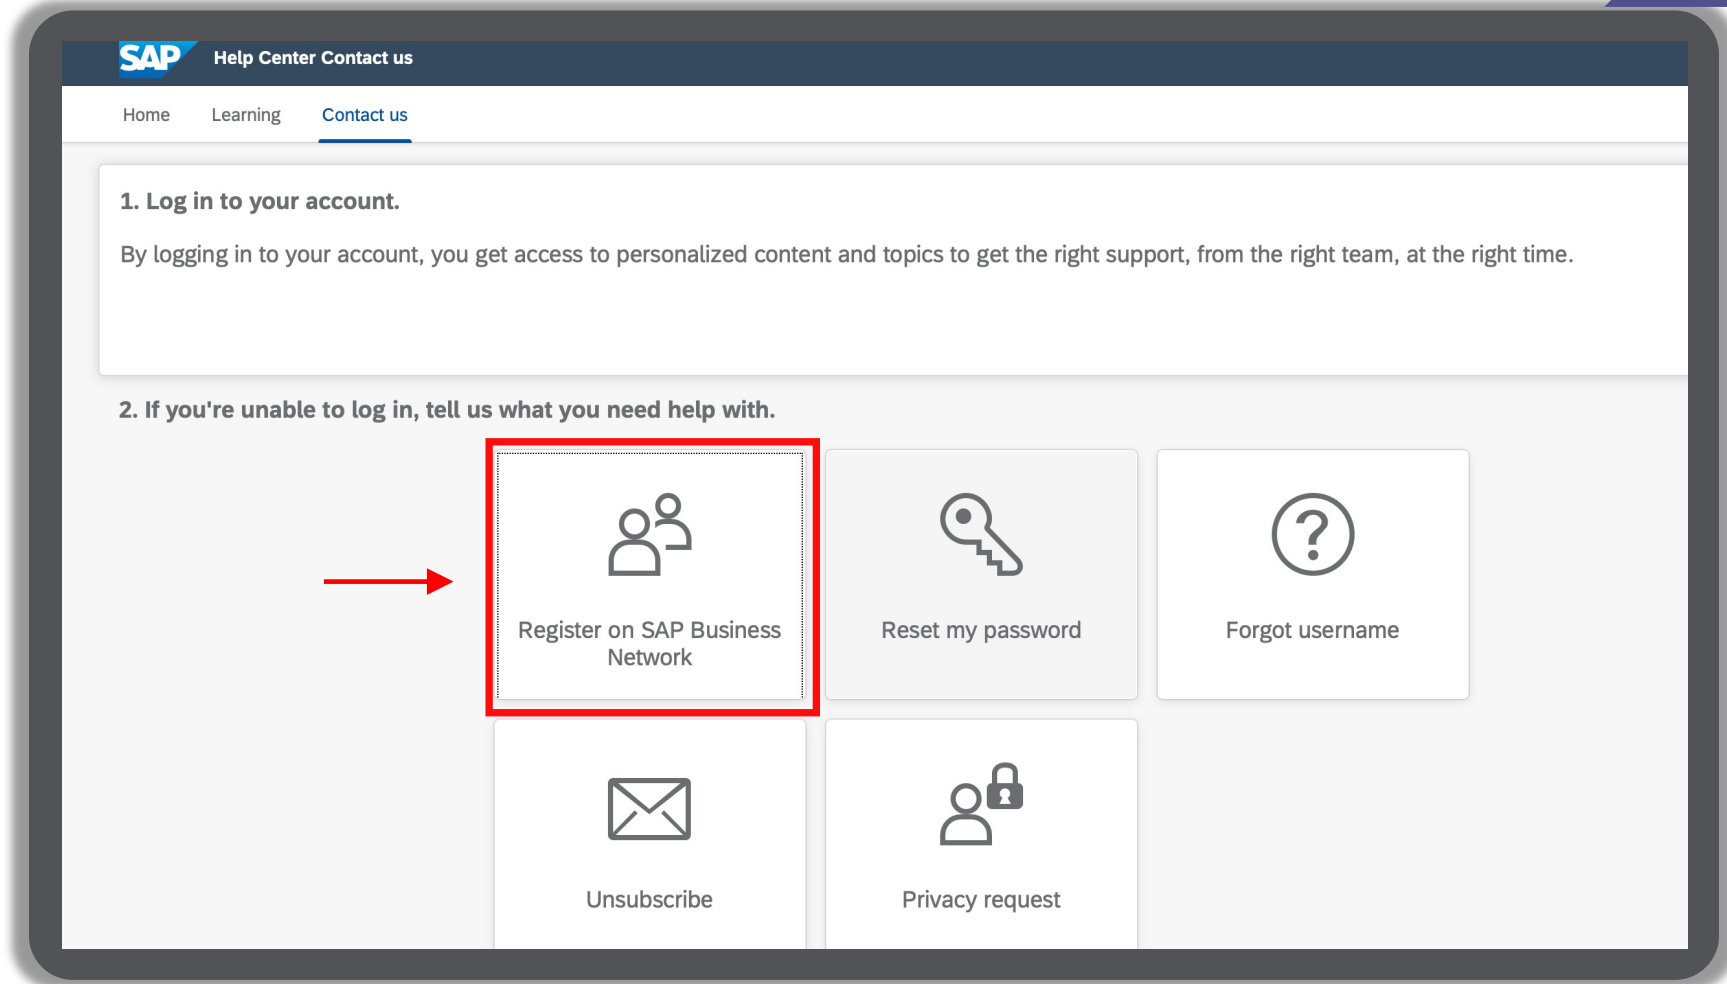 SAP Help Center Contact us
Home Learning Contact us
1. Log in to your account.
By logging in to your account, you get access to personalized content and topics to get the right support, from the right team, at the right time.
2. If you're unable to log in, tell us what you need help with.
Register on SAP Business
Network
Reset my password
Forgot username
Unsubscribe
Privacy request